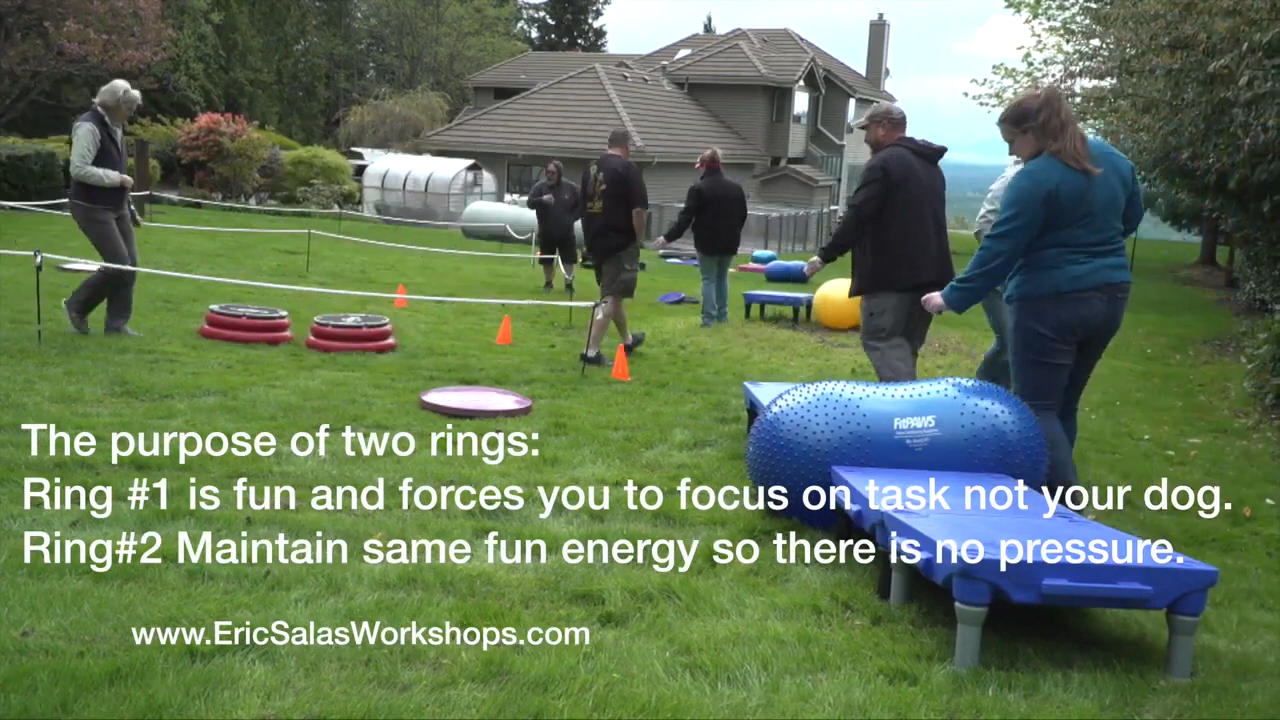 FitPAWS
The purpose of two rings:
Ring #1 is fun and forces you to focus on task not your dog.
Ring#2 Maintain same fun energy so there is no pressure.
www.EricSalasWorkshops.com